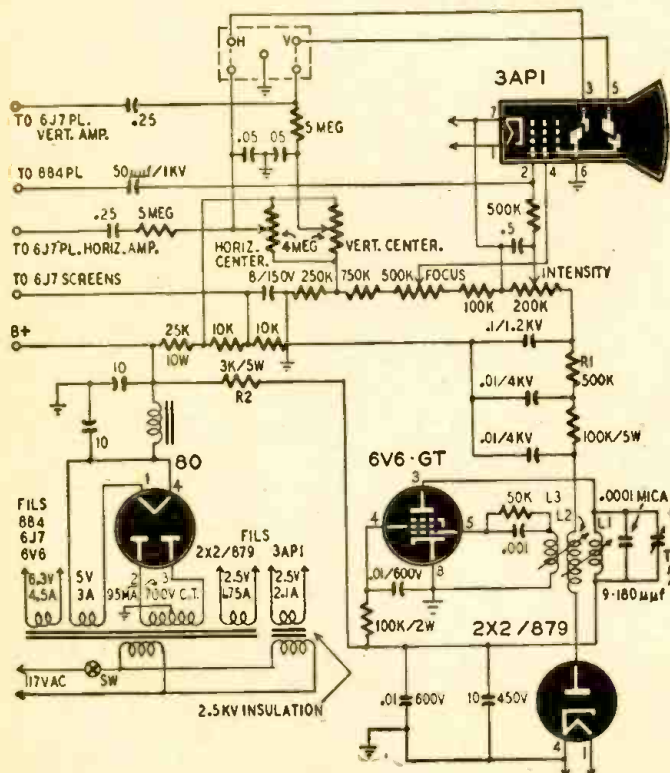 H
V
3API
3
5
7
1
2
4
6
TO 6J7 PL.
VERT. AMP.
.25
5 MEG
.05
05
TO 884 PL
50μμf/1KV
500K
.25
5MEG
.5
TO 6J7 PL. HORIZ. AMP.
HORIZ.
CENTER.
4MEG
VERT. CENTER.
TO 6J7 SCREENS
8/150V
250K
750K
500K
FOCUS
INTENSITY
100K
200K
B+
25K
10W
10K
10K
.1/1.2KV
10
3K/5W
R2
R1
500K
.01/4KV
10
.01/4KV
100K/5W
80
1
4
6V6-GT
3
4
5
8
50K
.001
L3
L2
L1
.0001 MICA
9-180μμf
FILS
884
6J7
6V6
FILS
2X2/879
3API
6.3V
4.5A
5V
3A
2
3
95MA
700V C.T.
2.5V
1.75A
2.5V
2.1A
.01/600V
100K/2W
2X2/879
117VAC
SW
2.5KV INSULATION
.01
600V
10
450V
4
1